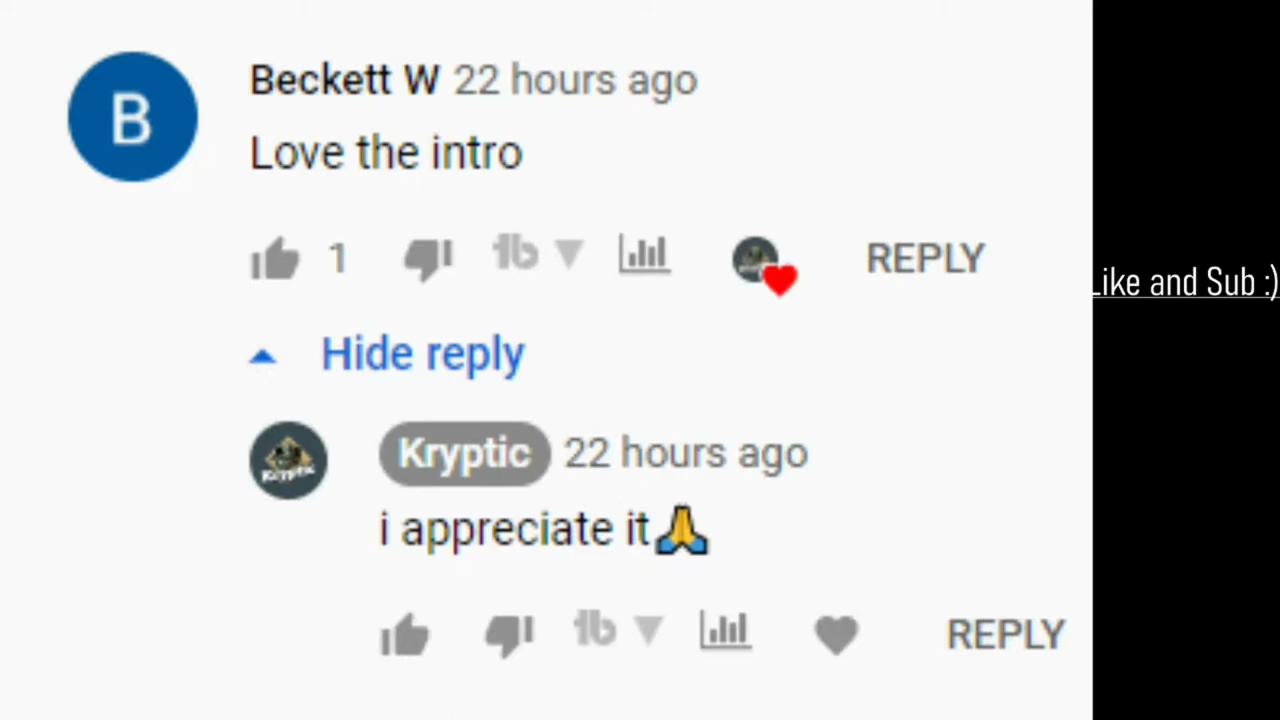 B
Beckett W 22 hours ago
Love the intro
1
REPLY
Like and Sub :)
Hide reply
Kryptic
Kryptic 22 hours ago
i appreciate it🙏
REPLY